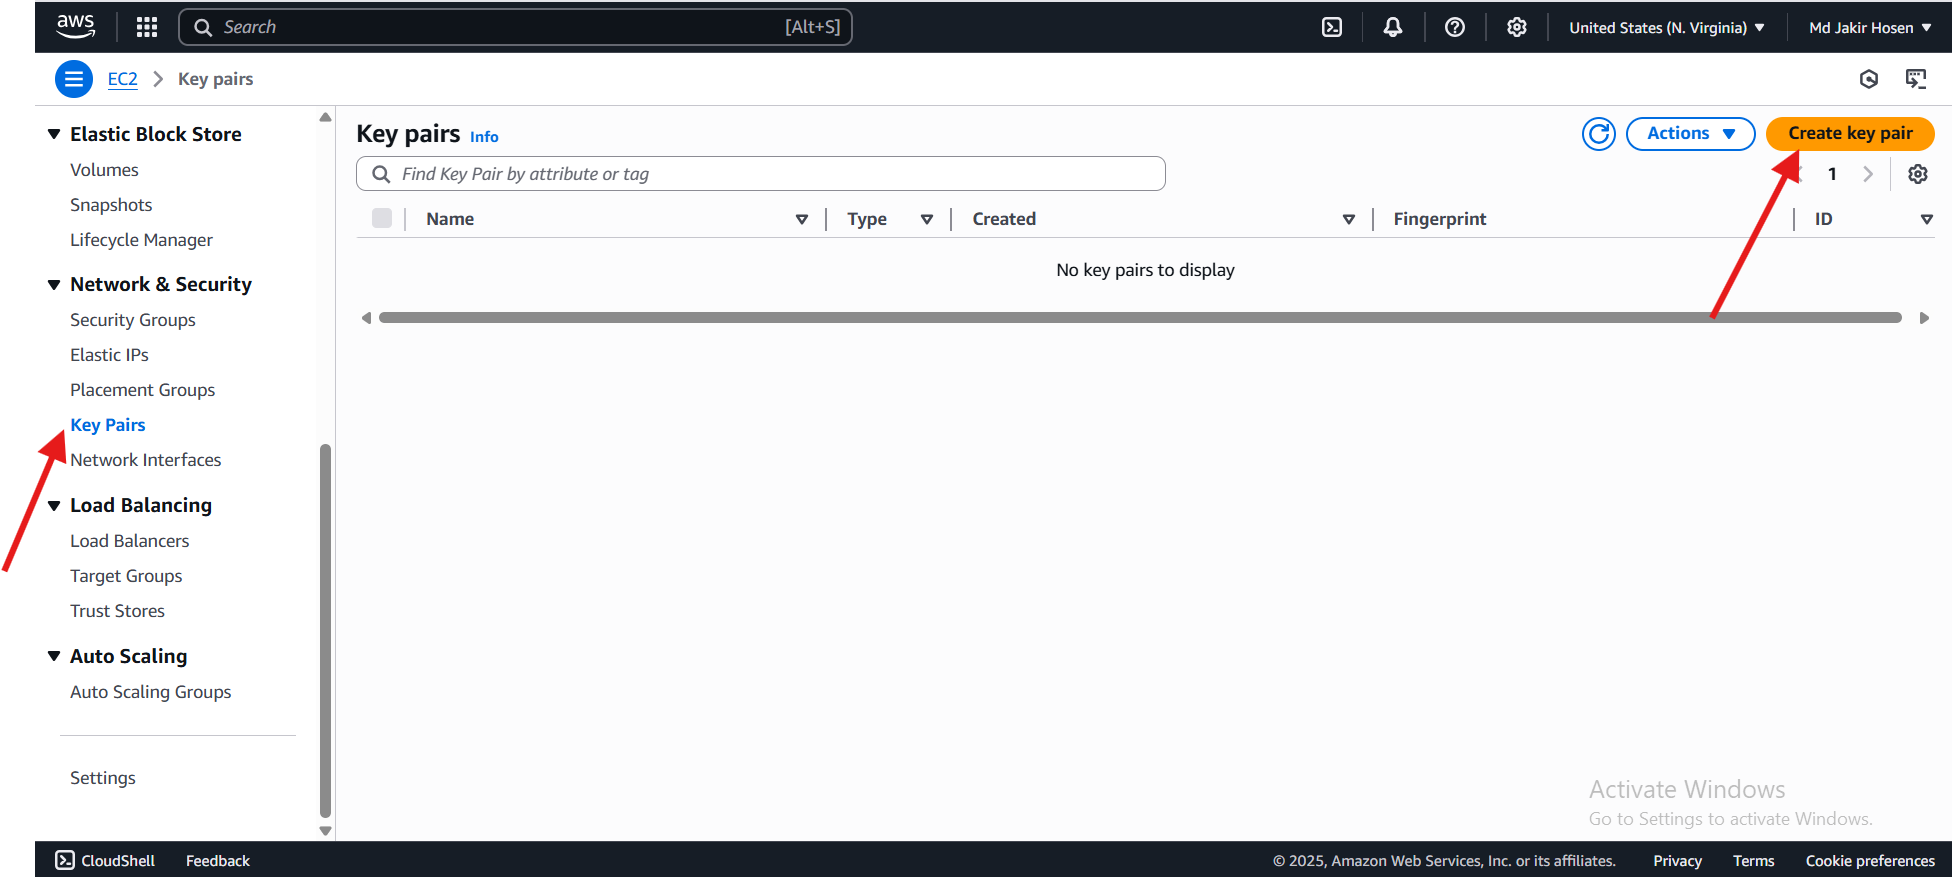 aws Search [Alt+S] United States (N. Virginia) Md Jakir Hosen
EC2 Key pairs
Elastic Block Store
Volumes
Snapshots
Lifecycle Manager
Network & Security
Security Groups
Elastic IPs
Placement Groups
Key Pairs
Network Interfaces
Load Balancing
Load Balancers
Target Groups
Trust Stores
Auto Scaling
Auto Scaling Groups
Settings
Key pairs Info Actions Create key pair
Find Key Pair by attribute or tag 1
Name Type Created Fingerprint ID
No key pairs to display
Activate Windows
Go to Settings to activate Windows.
CloudShell Feedback © 2025, Amazon Web Services, Inc. or its affiliates. Privacy Terms Cookie preferences